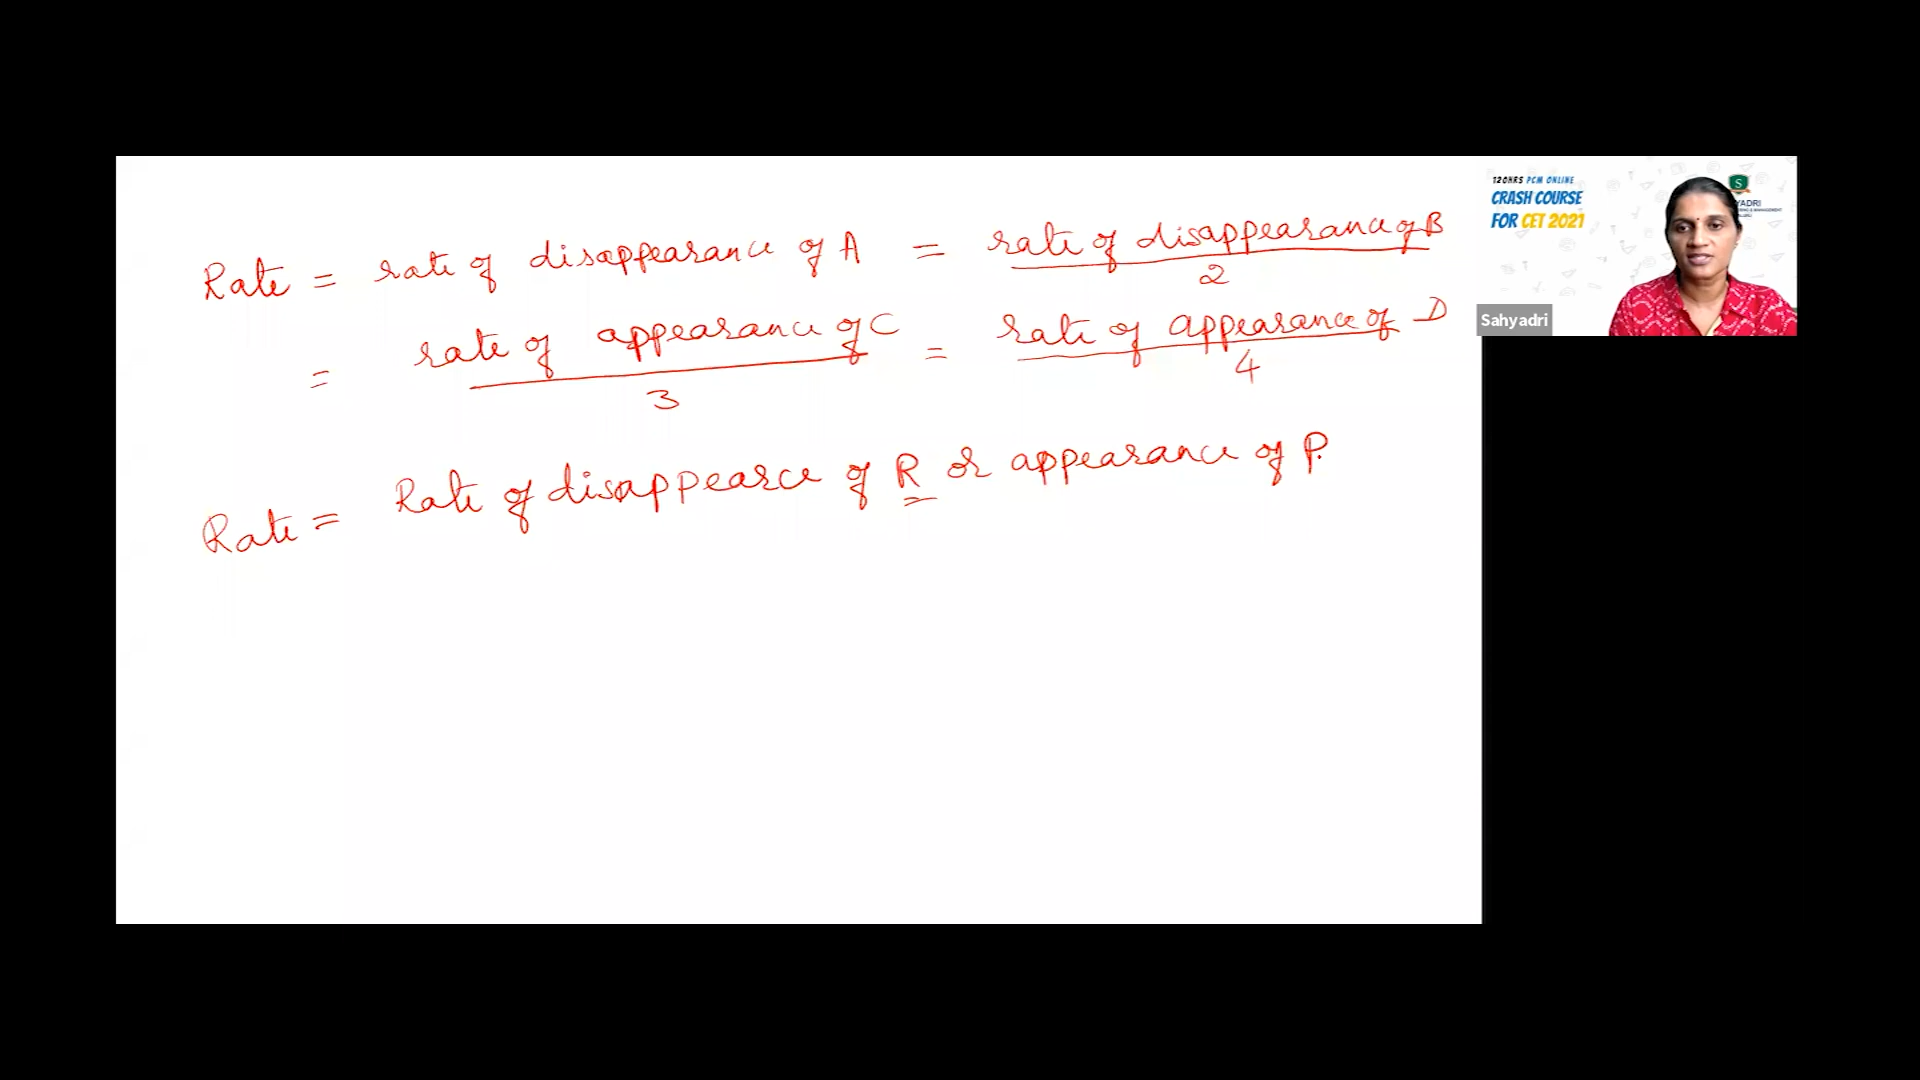 Rate = rate of disappearance of A = rate of disappearance of B
2
= rate of appearance of C = rate of appearance of D
3 4
Rate = Rate of disappearce of R or appearance of P.
120HRS PCM ONLINE
CRASH COURSE
FOR CET 2021
S
YADRI
Sahyadri